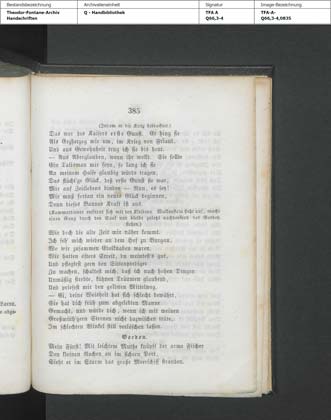 Bestandsbezeichnung
Theodor-Fontane-Archiv
Handschriften
Archivalieneinheit
Q - Handbibliothek
Signatur
TFA A
Q66,3-4
Image-Bezeichnung
TFA-A-
Q66,3-4,0835
385
(Indem er die Kette betrachtet.)
Das war des Kaisers erste Gunst. Er hing sie
Als Erzherzog mir um, im Krieg von Friaul,
Und aus Gewohnheit trug ich sie bis heut.
— Aus Aberglauben, wenn ihr wollt. Sie sollte
Ein Talisman mir seyn, so lang ich sie
An meinem Halse glaubig würde tragen,
Das flücht'ge Glück, deß erste Gunst sie war,
Mir auf Zeitlebens binden — Nun, es sey!
Mir muß fortan ein neues Glück beginnen,
Denn dieses Bannes Kraft ist aus.
(Kammerdiener entfernt sich mit den Kleidern. Wallenstein steht auf, macht
einen Gang durch den Saal und bleibt zuletzt nachdenkend vor Gordon
stehen.)
Wie doch die alte Zeit mir näher kommt.
Ich seh' mich wieder an dem Hof zu Burgau,
Wo wir zusammen Edelknaben waren.
Wir hatten öfters Streit, du meintest's gut,
Und pflegtest gern den Sittenprediger
Zu machen, schaltest mich, daß ich nach hohen Dingen
Unmäßig strebte, kühnen Träumen glaubend,
Und priesest mir den goldnen Mittelweg.
— Ei, deine Weisheit hat sich schlecht bewährt,
Sie hat dich früh zum abgelebten Manne
Gemacht, und würde dich, wenn ich mit meinen
Großmüth'gern Sternen nicht dazwischen träte,
Im schlechten Winkel still verlöschen lassen.
Gordon.
Mein Fürst! Mit leichtem Muthe knüpft der arme Fischer
Den kleinen Nachen an im sichern Port,
Sieht er im Sturm das große Meerschiff stranden.